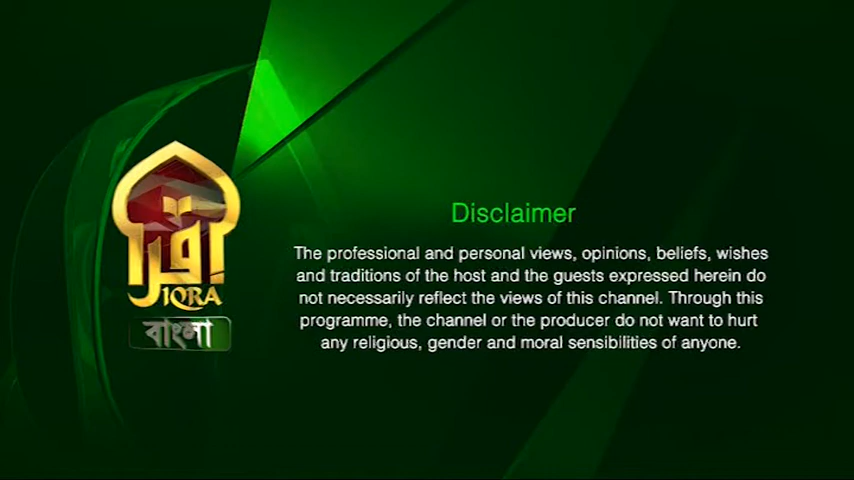 اقرأ
IQRA
বাংলা
Disclaimer
The professional and personal views, opinions, beliefs, wishes
and traditions of the host and the guests expressed herein do
not necessarily reflect the views of this channel. Through this
programme, the channel or the producer do not want to hurt
any religious, gender and moral sensibilities of anyone.